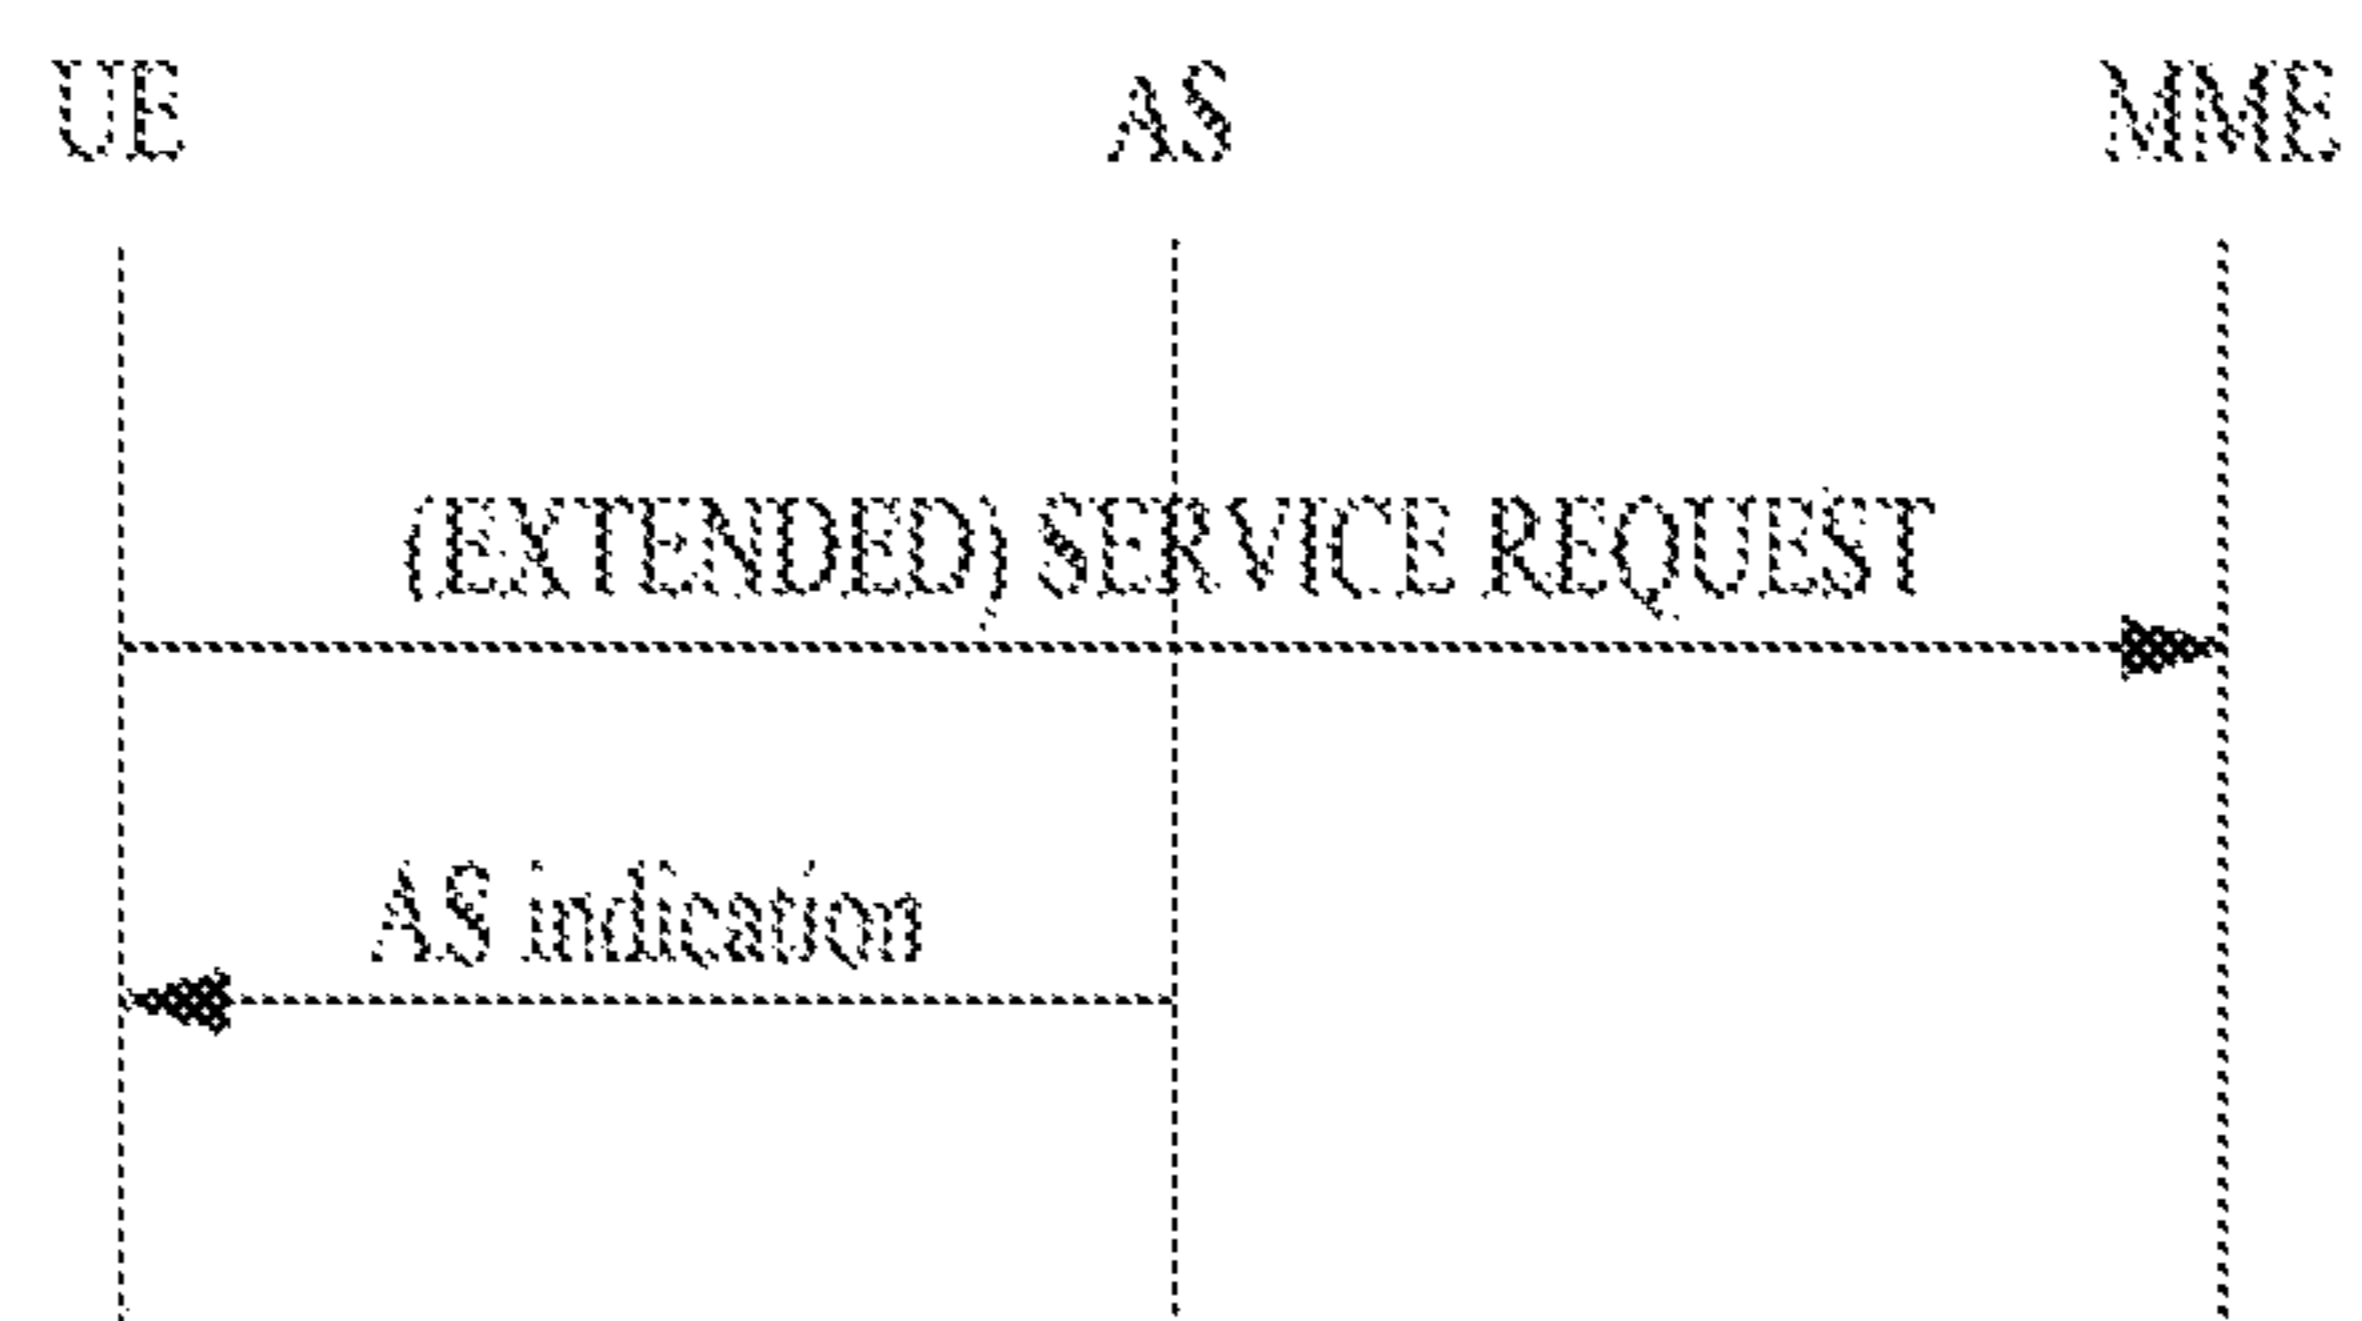 UE AS MME
(EXTENDED) SERVICE REQUEST
AS indication